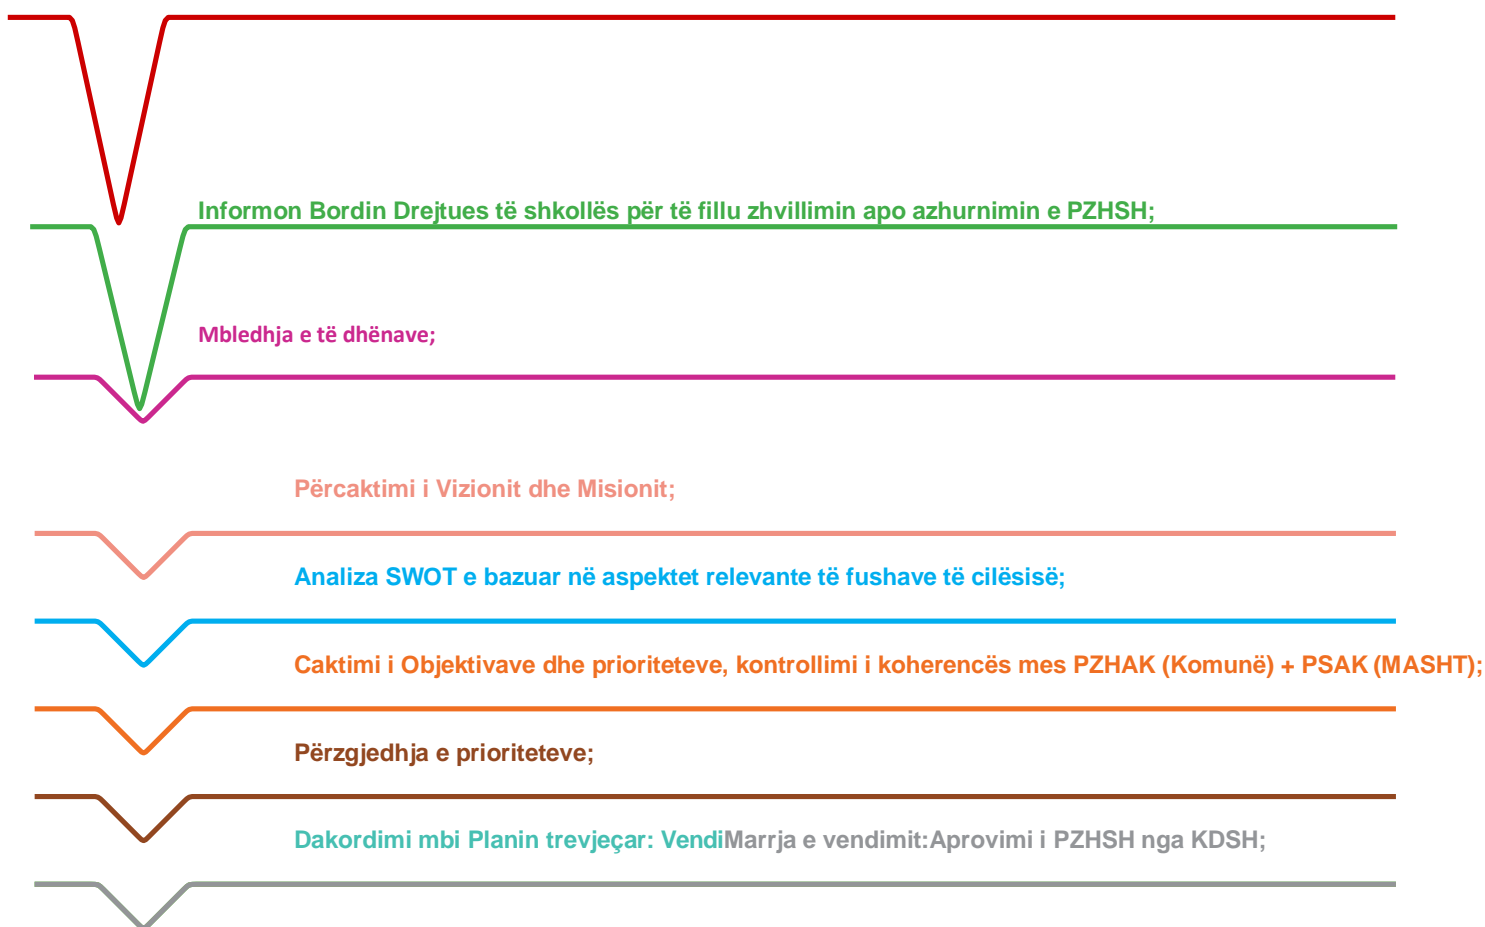 Informon Bordin Drejtues të shkollës për të fillu zhvillimin apo azhurnimin e PZHSH;
Mbledhja e të dhënave;
Përcaktimi i Vizionit dhe Misionit;
Analiza SWOT e bazuar në aspektet relevante të fushave të cilësisë;
Caktimi i Objektivave dhe prioriteteve, kontrollimi i koherencës mes PZHAK (Komunë) + PSAK (MASHT);
Përzgjedhja e prioriteteve;
Dakordimi mbi Planin trevjeçar: VendiMarrja e vendimit:Aprovimi i PZHSH nga KDSH;